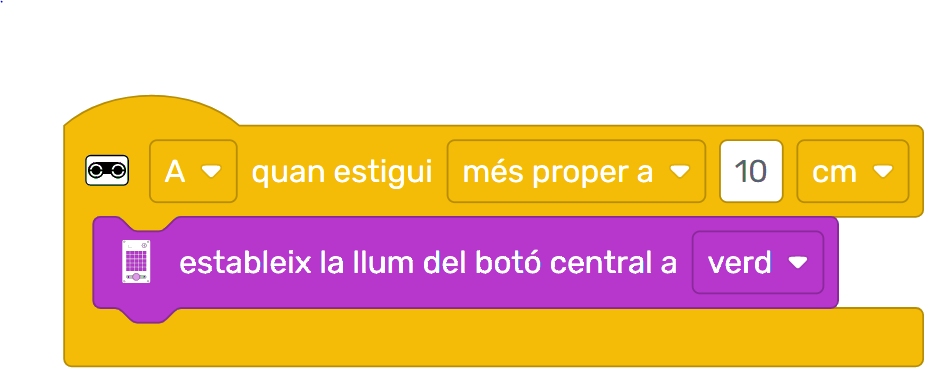 A quan estigui més proper a 10 cm
estableix la llum del botó central a verd